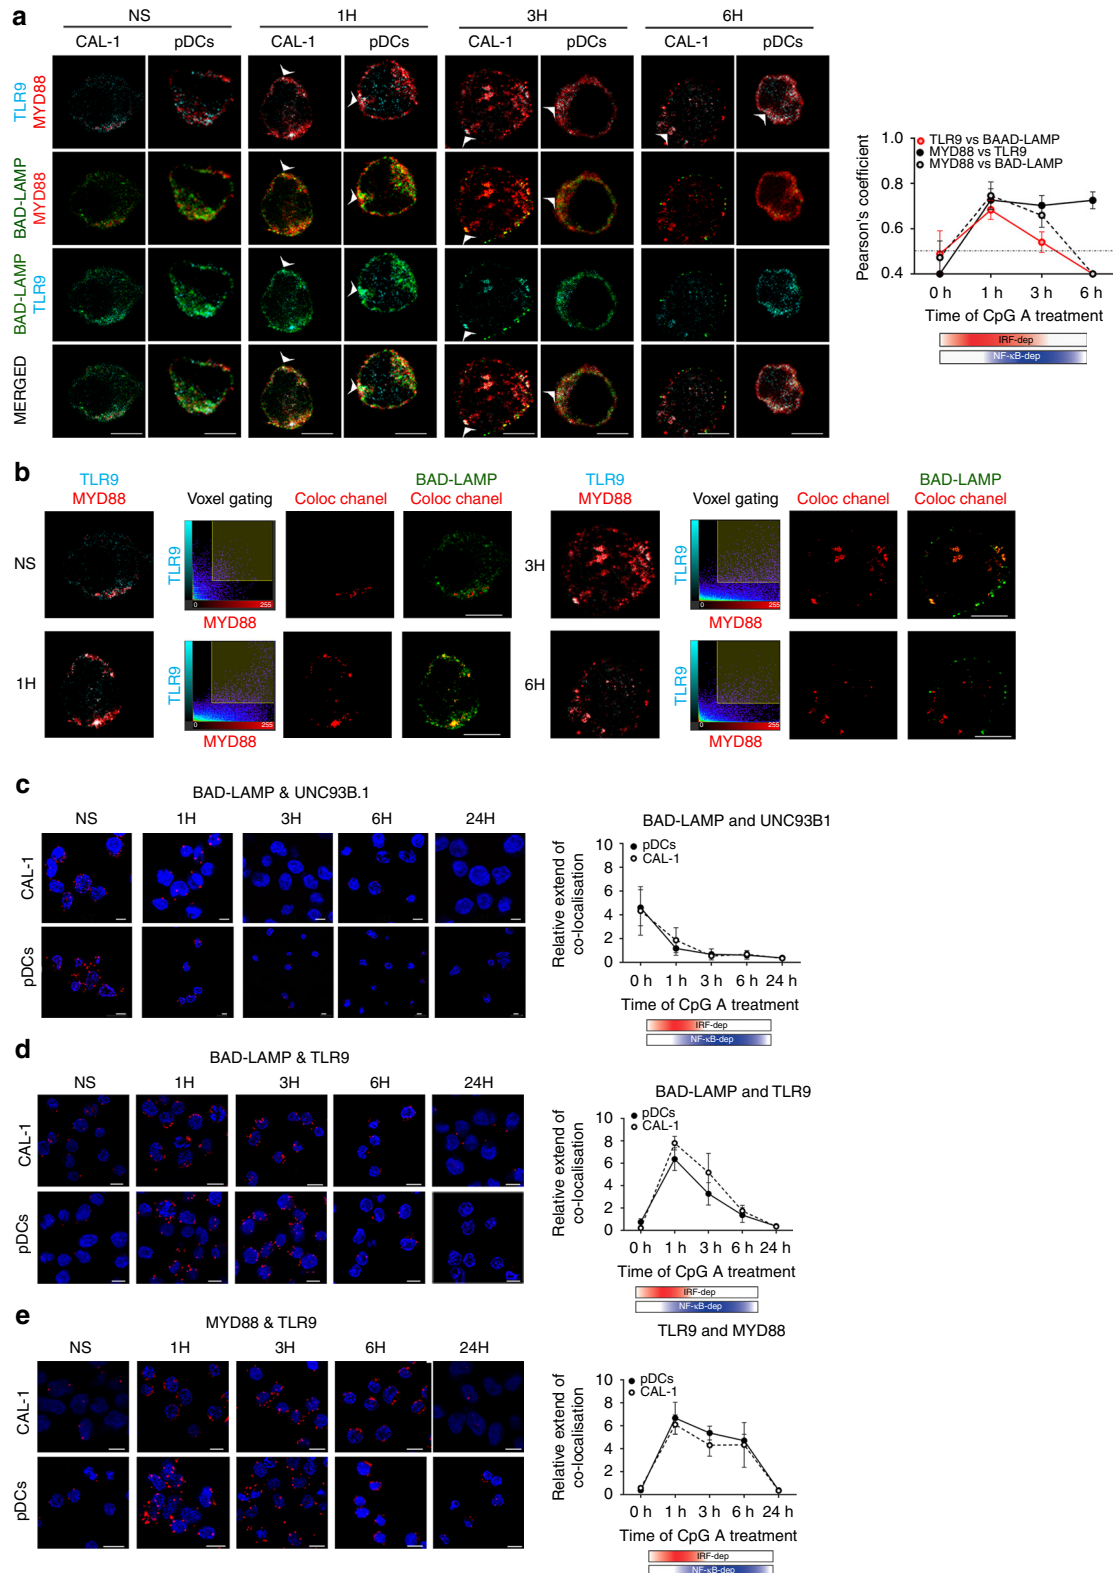 a
NS 1H 3H 6H
CAL-1 pDCs CAL-1 pDCs CAL-1 pDCs CAL-1 pDCs
TLR9
MYD88
BAD-LAMP
MYD88
BAD-LAMP
TLR9
MERGED
TLR9 vs BAAD-LAMP
MYD88 vs TLR9
MYD88 vs BAD-LAMP
Pearson's coefficient
1.0
0.8
0.6
0.4
0 h 1 h 3 h 6 h
Time of CpG A treatment
IRF-dep
NF-κB-dep
b
TLR9
MYD88
Voxel gating
Coloc chanel
BAD-LAMP
Coloc chanel
TLR9
MYD88
Voxel gating
Coloc chanel
BAD-LAMP
Coloc chanel
NS
TLR9
0 255
MYD88
3H
TLR9
0 255
MYD88
1H
TLR9
0 255
MYD88
6H
TLR9
0 255
MYD88
c
BAD-LAMP & UNC93B.1
NS 1H 3H 6H 24H
CAL-1
pDCs
BAD-LAMP and UNC93B1
pDCs
CAL-1
Relative extend of
co-localisation
10
8
6
4
2
0
0 h 1 h 3 h 6 h 24 h
Time of CpG A treatment
IRF-dep
NF-κB-dep
d
BAD-LAMP & TLR9
NS 1H 3H 6H 24H
CAL-1
pDCs
BAD-LAMP and TLR9
pDCs
CAL-1
Relative extend of
co-localisation
10
8
6
4
2
0
0 h 1 h 3 h 6 h 24 h
Time of CpG A treatment
IRF-dep
NF-κB-dep
e
MYD88 & TLR9
NS 1H 3H 6H 24H
CAL-1
pDCs
TLR9 and MYD88
pDCs
CAL-1
Relative extend of
co-localisation
10
8
6
4
2
0
0 h 1 h 3 h 6 h 24 h
Time of CpG A treatment
IRF-dep
NF-κB-dep